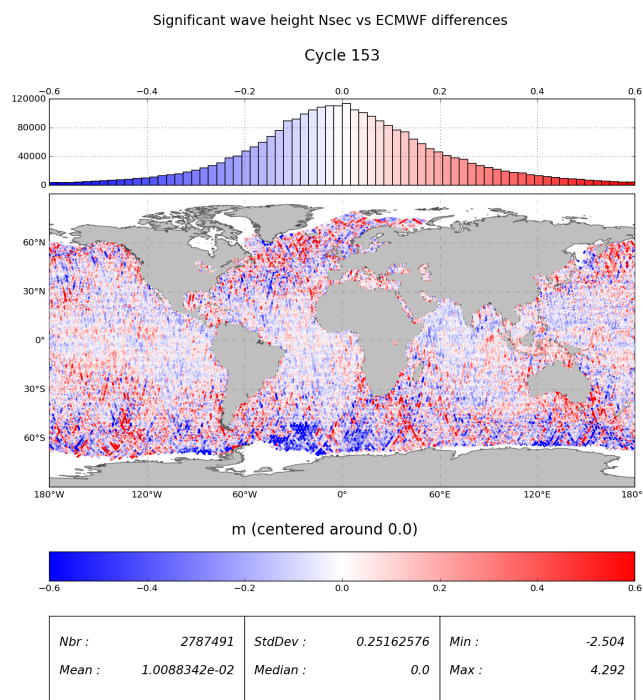 Significant wave height Nsec vs ECMWF differences
Cycle 153
−0.6 −0.4 −0.2 0.0 0.2 0.4 0.6
120000
80000
40000
0
60°N
30°N
0°
30°S
60°S
180°W 120°W 60°W 0° 60°E 120°E 180°
m (centered around 0.0)
−0.6 −0.4 −0.2 0.0 0.2 0.4 0.6
Nbr : 2787491 StdDev : 0.25162576 Min : -2.504
Mean : 1.0088342e-02 Median : 0.0 Max : 4.292